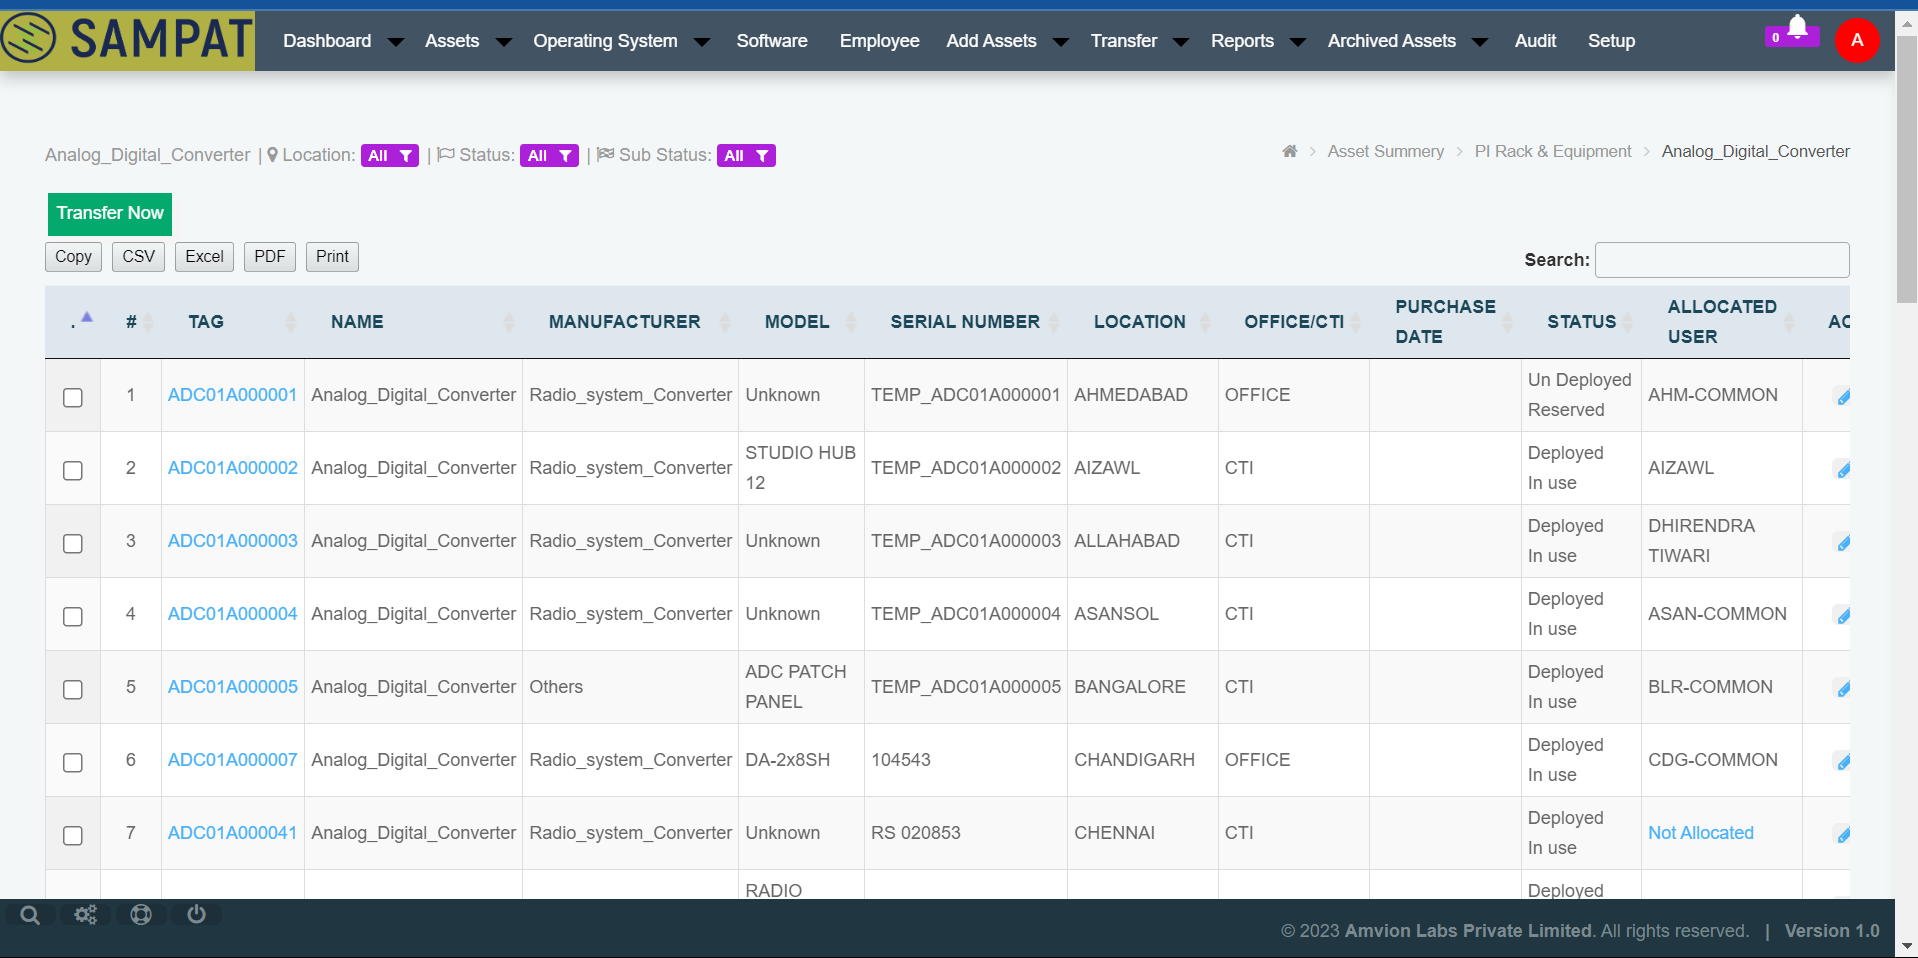 SAMPAT Dashboard Assets Operating System Software Employee Add Assets Transfer Reports Archived Assets Audit Setup 0 A
Analog_Digital_Converter | Location: All | Status: All | Sub Status: All
Asset Summery > PI Rack & Equipment > Analog_Digital_Converter
Transfer Now
Copy CSV Excel PDF Print
Search:
. # TAG NAME MANUFACTURER MODEL SERIAL NUMBER LOCATION OFFICE/CTI PURCHASE DATE STATUS ALLOCATED USER AC
1 ADC01A000001 Analog_Digital_Converter Radio_system_Converter Unknown TEMP_ADC01A000001 AHMEDABAD OFFICE Un Deployed Reserved AHM-COMMON
2 ADC01A000002 Analog_Digital_Converter Radio_system_Converter STUDIO HUB 12 TEMP_ADC01A000002 AIZAWL CTI Deployed In use AIZAWL
3 ADC01A000003 Analog_Digital_Converter Radio_system_Converter Unknown TEMP_ADC01A000003 ALLAHABAD CTI Deployed In use DHIRENDRA TIWARI
4 ADC01A000004 Analog_Digital_Converter Radio_system_Converter Unknown TEMP_ADC01A000004 ASANSOL CTI Deployed In use ASAN-COMMON
5 ADC01A000005 Analog_Digital_Converter Others ADC PATCH PANEL TEMP_ADC01A000005 BANGALORE CTI Deployed In use BLR-COMMON
6 ADC01A000007 Analog_Digital_Converter Radio_system_Converter DA-2x8SH 104543 CHANDIGARH OFFICE Deployed In use CDG-COMMON
7 ADC01A000041 Analog_Digital_Converter Radio_system_Converter Unknown RS 020853 CHENNAI CTI Deployed In use Not Allocated
RADIO Deployed
© 2023 Amvion Labs Private Limited. All rights reserved. | Version 1.0